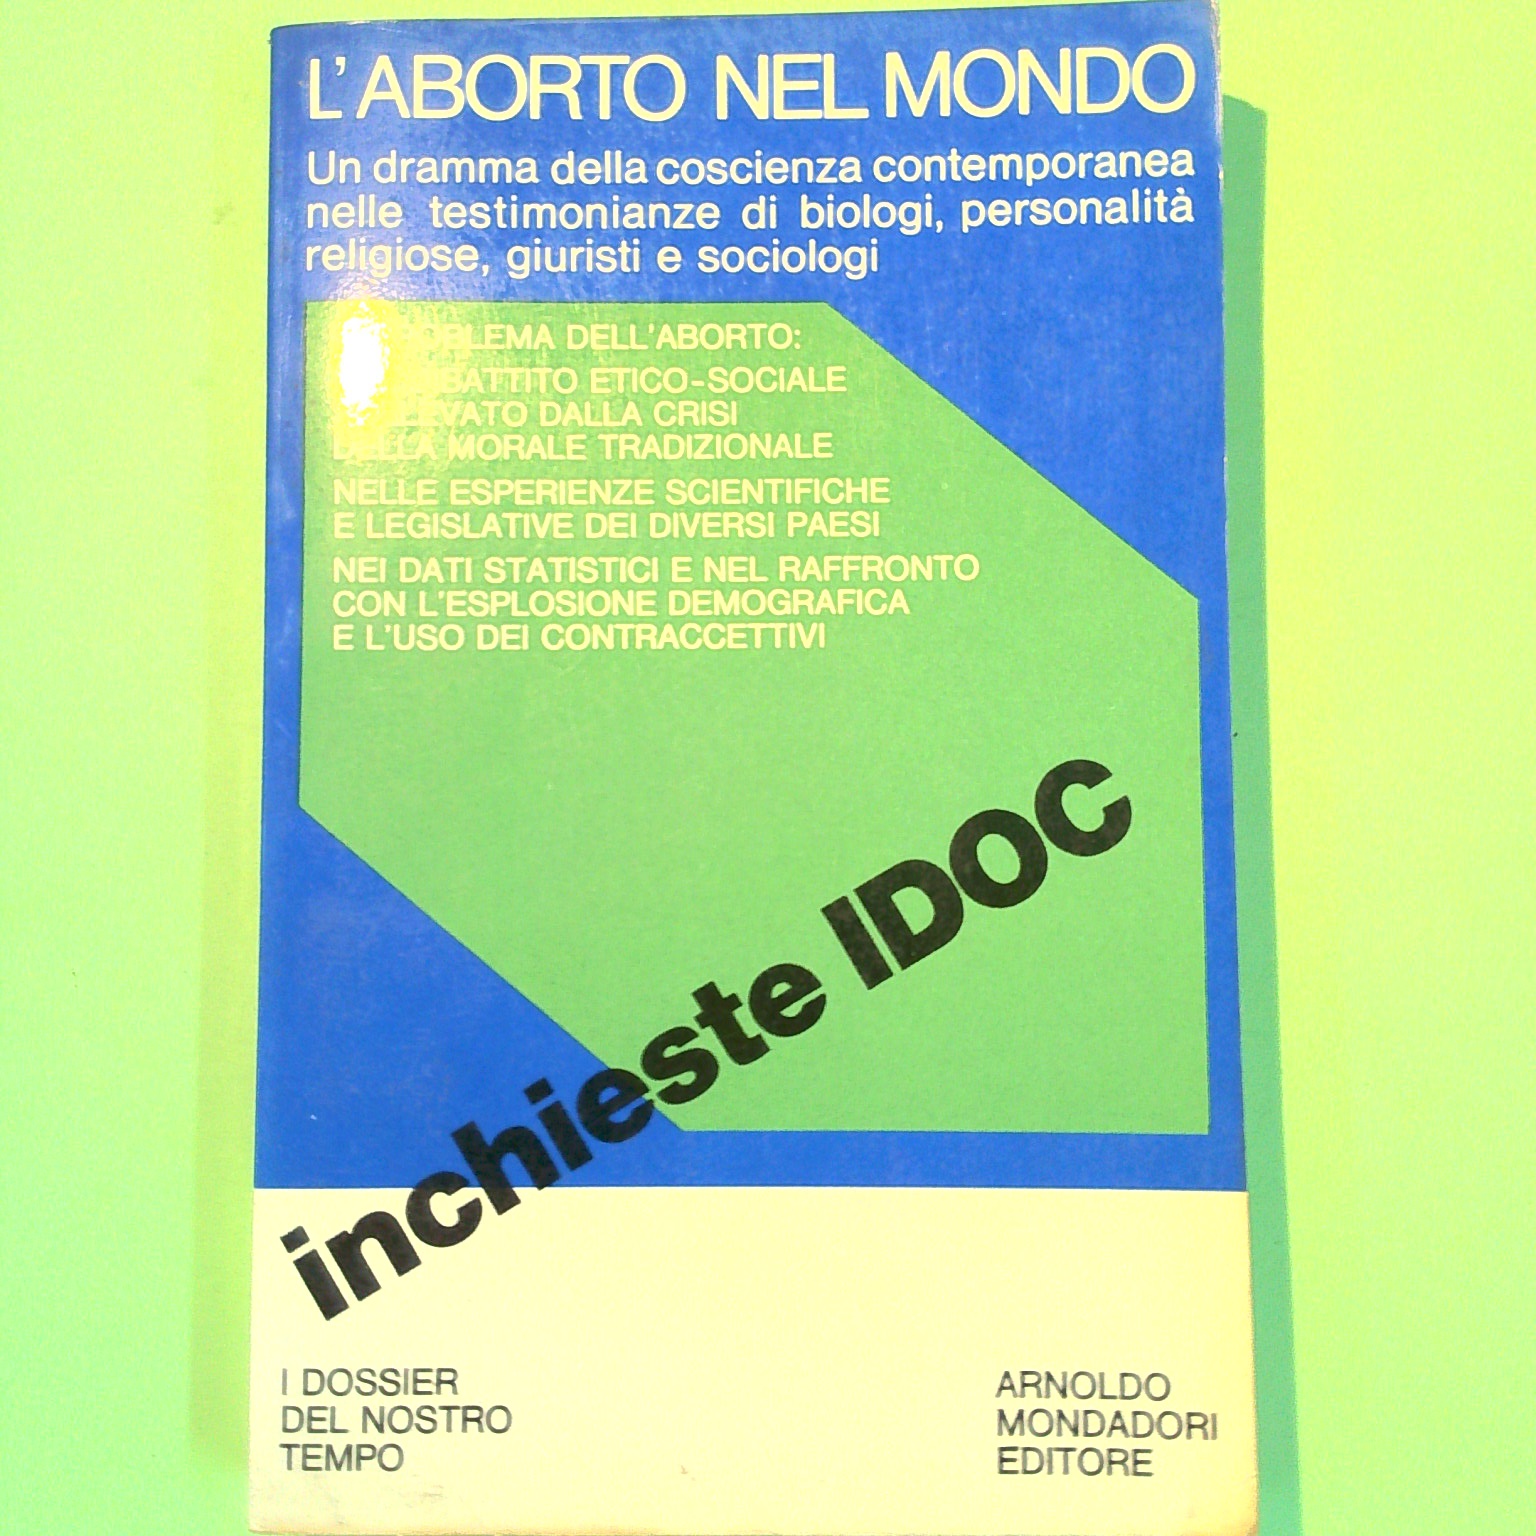 L'ABORTO NEL MONDO
Un dramma della coscienza contemporanea
nelle testimonianze di biologi, personalità
religiose, giuristi e sociologi
DELL'ABORTO:
ETICO-SOCIALE
DALLA CRISI
DELLA MORALE TRADIZIONALE
NELLE ESPERIENZE SCIENTIFICHE
E LEGISLATIVE DEI DIVERSI PAESI
NEI DATI STATISTICI E NEL RAFFRONTO
CON L'ESPLOSIONE DEMOGRAFICA
E L'USO DEI CONTRACCETTIVI
inchieste IDOC
I DOSSIER
DEL NOSTRO
TEMPO
ARNOLDO
MONDADORI
EDITORE